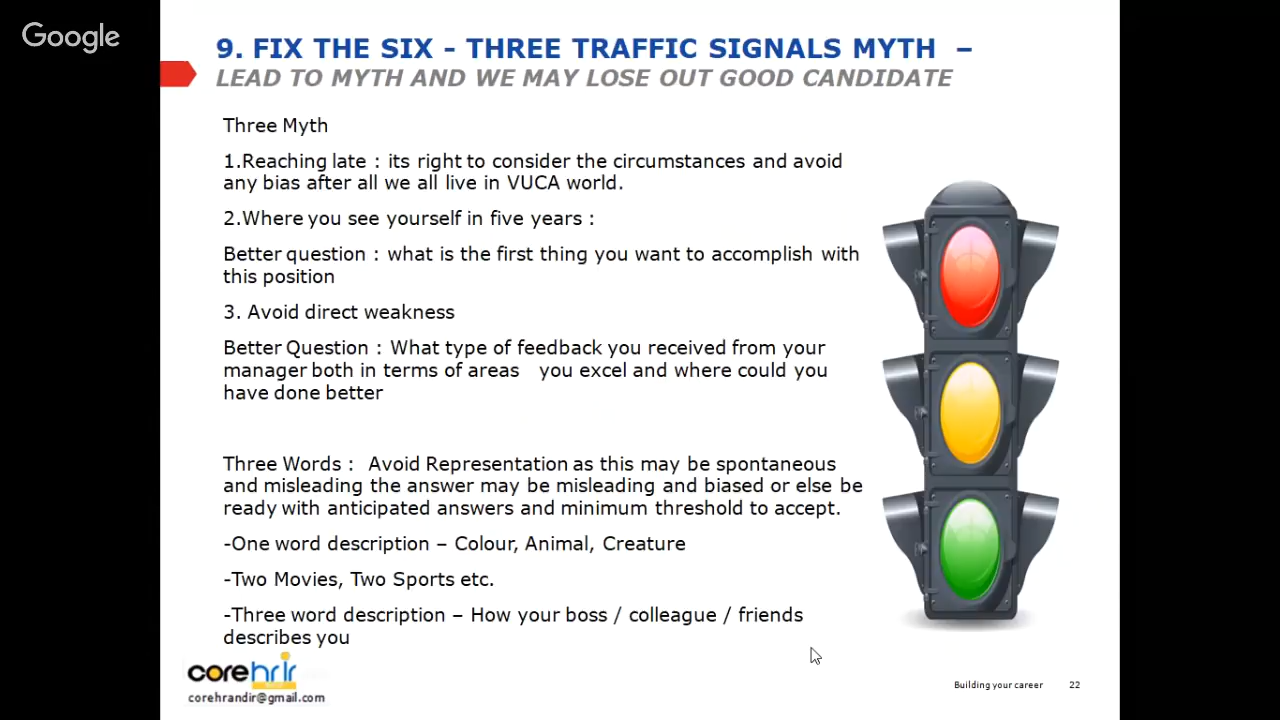 Google
9. FIX THE SIX - THREE TRAFFIC SIGNALS MYTH –
LEAD TO MYTH AND WE MAY LOSE OUT GOOD CANDIDATE
Three Myth
1.Reaching late : its right to consider the circumstances and avoid
any bias after all we all live in VUCA world.
2.Where you see yourself in five years :
Better question : what is the first thing you want to accomplish with
this position
3. Avoid direct weakness
Better Question : What type of feedback you received from your
manager both in terms of areas you excel and where could you
have done better
Three Words : Avoid Representation as this may be spontaneous
and misleading the answer may be misleading and biased or else be
ready with anticipated answers and minimum threshold to accept.
-One word description – Colour, Animal, Creature
-Two Movies, Two Sports etc.
-Three word description – How your boss / colleague / friends
describes you
corehrir
corehrandir@gmail.com
Building your career 22